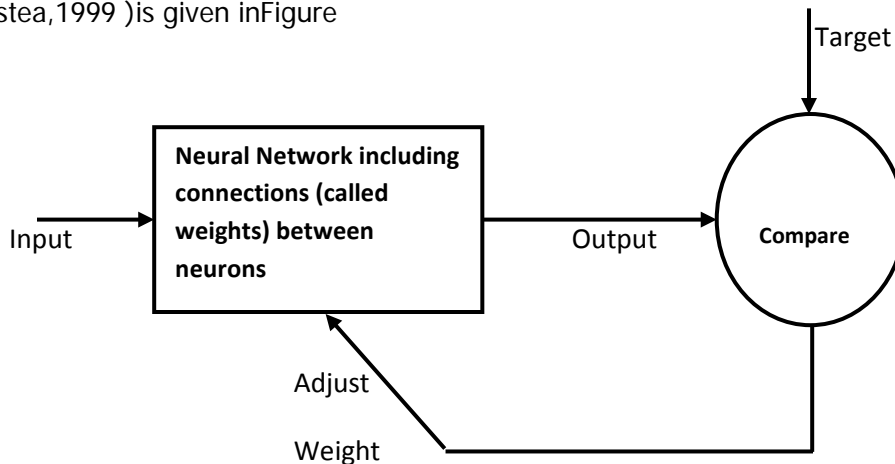 stea,1999 )is given inFigure
Target
Neural Network including
connections (called
weights) between
neurons
Input
Output
Compare
Adjust
Weight